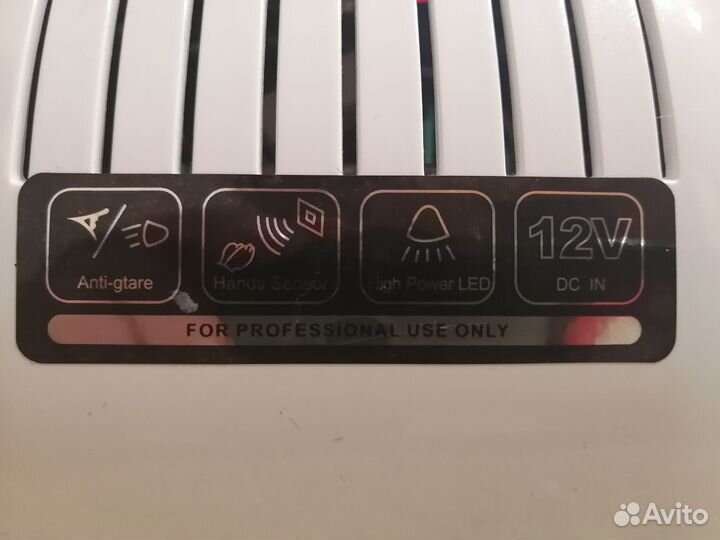 Anti-gtare
Hands Sensor
High Power LED
12V
DC IN
FOR PROFESSIONAL USE ONLY
Avito